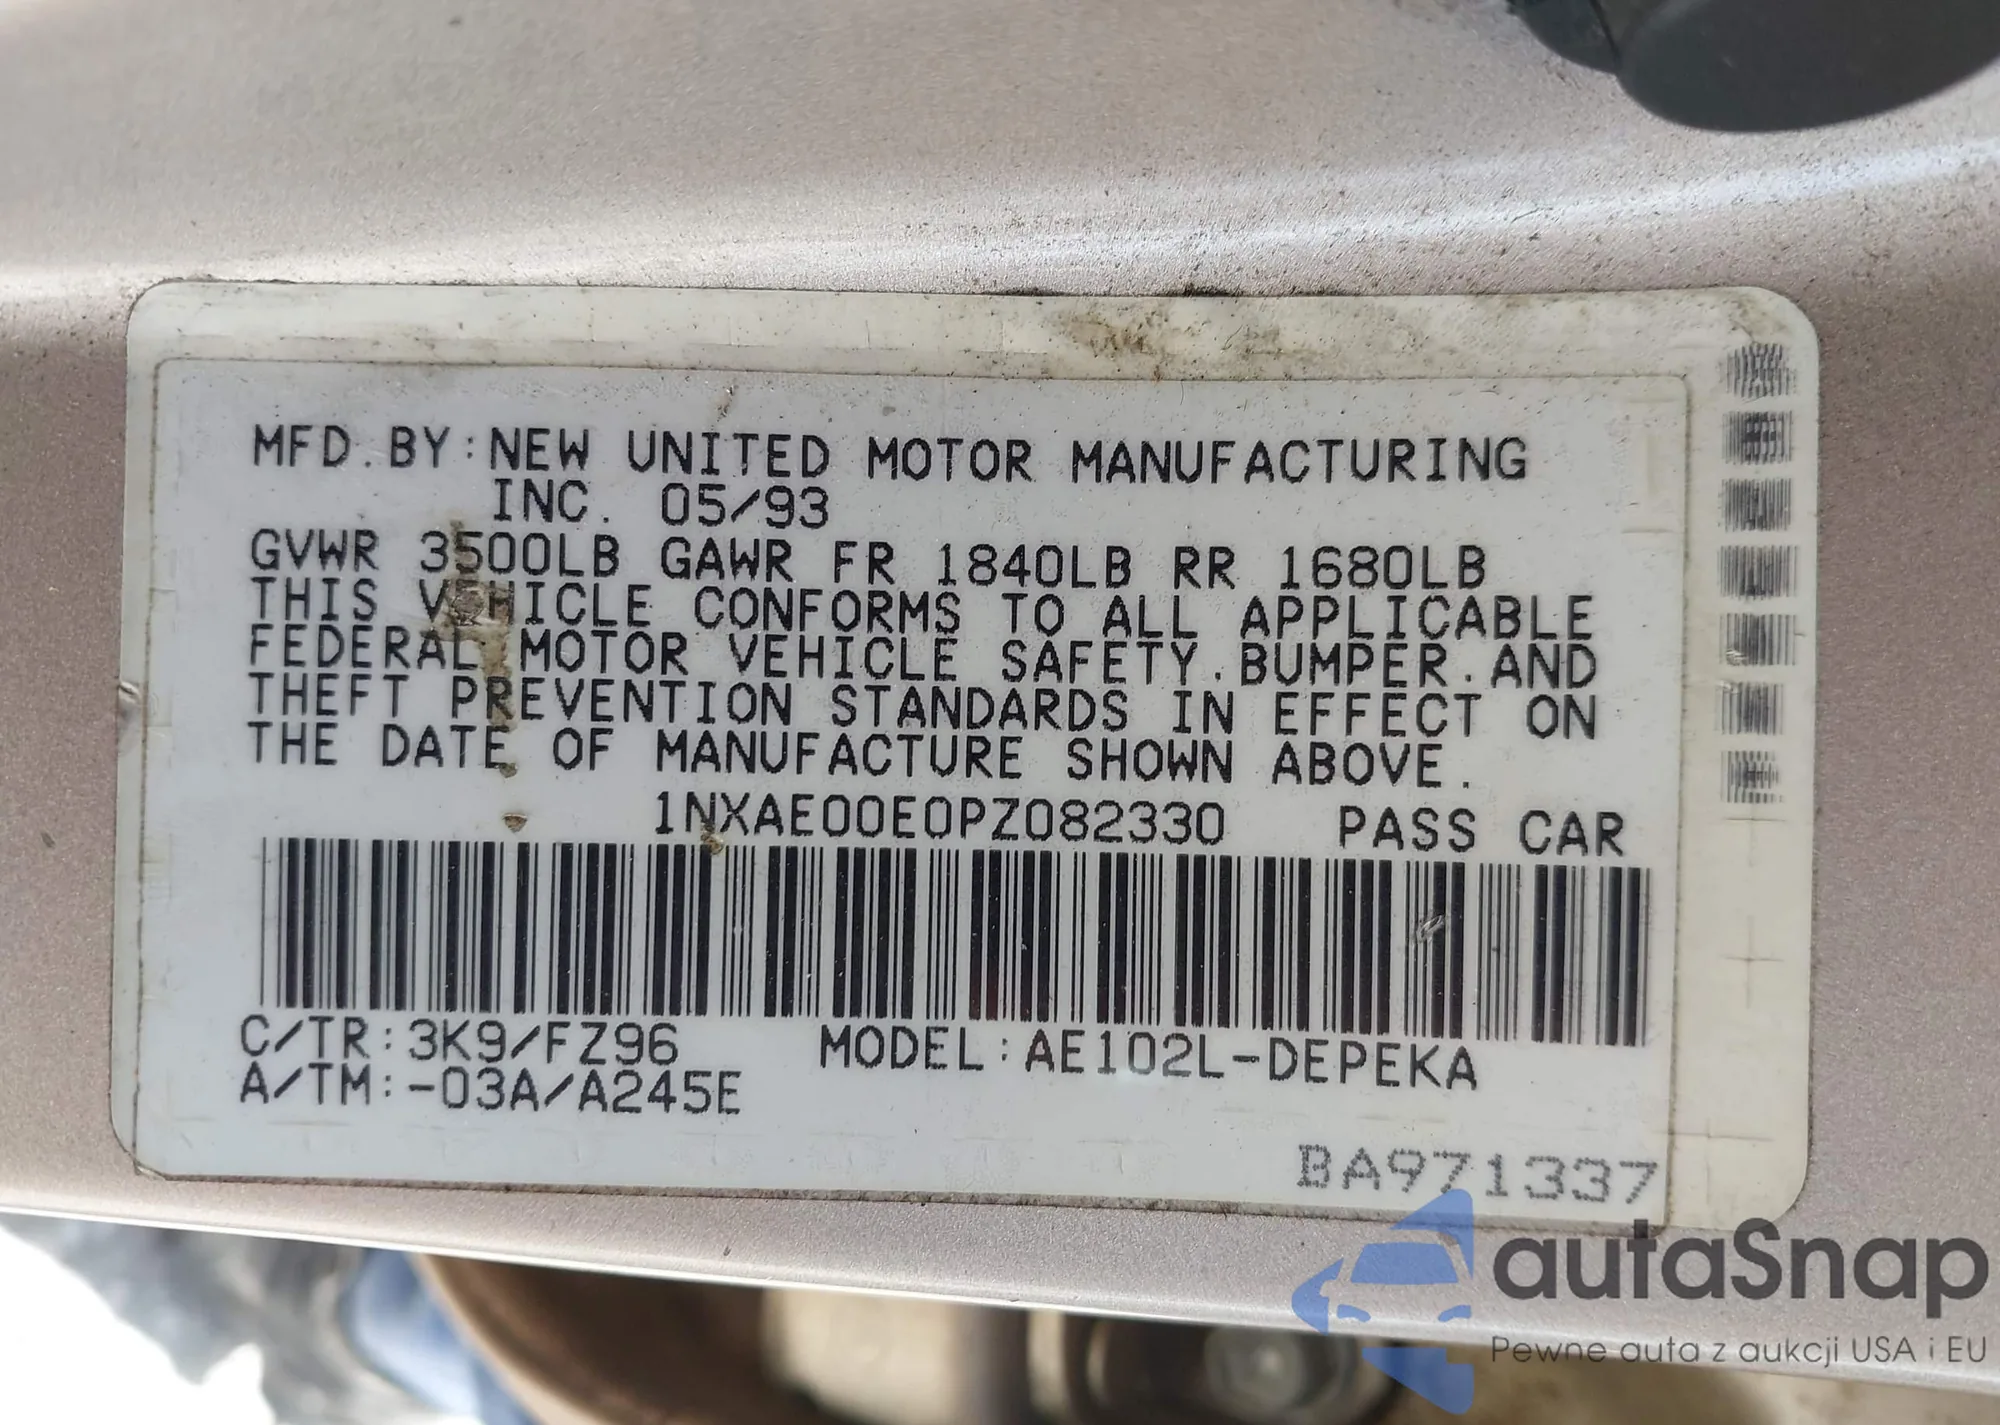 MFD.BY:NEW UNITED MOTOR MANUFACTURING
INC. 05/93
GVWR 3500LB GAWR FR 1840LB RR 1680LB
THIS VEHICLE CONFORMS TO ALL APPLICABLE
FEDERAL MOTOR VEHICLE SAFETY.BUMPER.AND
THEFT PREVENTION STANDARDS IN EFFECT ON
THE DATE OF MANUFACTURE SHOWN ABOVE.
1NXAE00E0PZ082330 PASS CAR
C/TR:3K9/FZ96 MODEL:AE102L-DEPEKA
A/TM:-03A/A245E
BA971337
autaSnap
Pewne auta z aukcji USA i EU